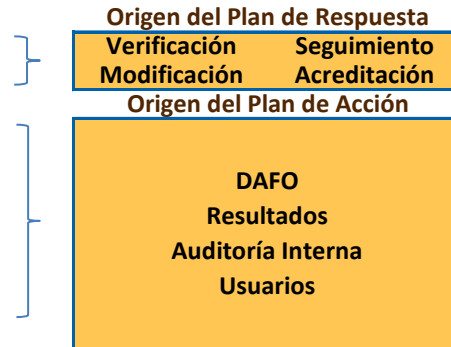 Origen del Plan de Respuesta
Verificación Seguimiento
Modificación Acreditación
Origen del Plan de Acción
DAFO
Resultados
Auditoría Interna
Usuarios